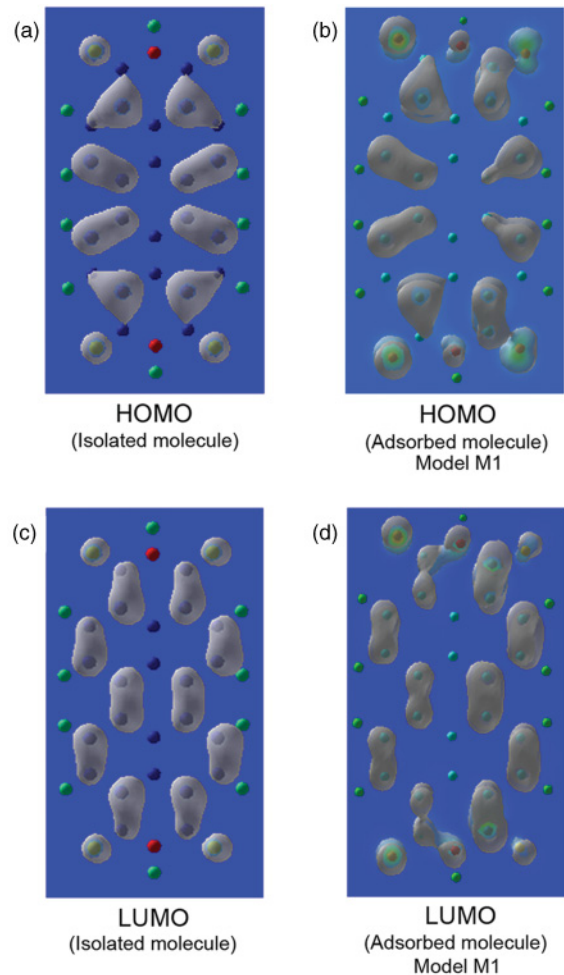 (a)
(b)
HOMO
(Isolated molecule)
HOMO
(Adsorbed molecule)
Model M1
(c)
(d)
LUMO
(Isolated molecule)
LUMO
(Adsorbed molecule)
Model M1